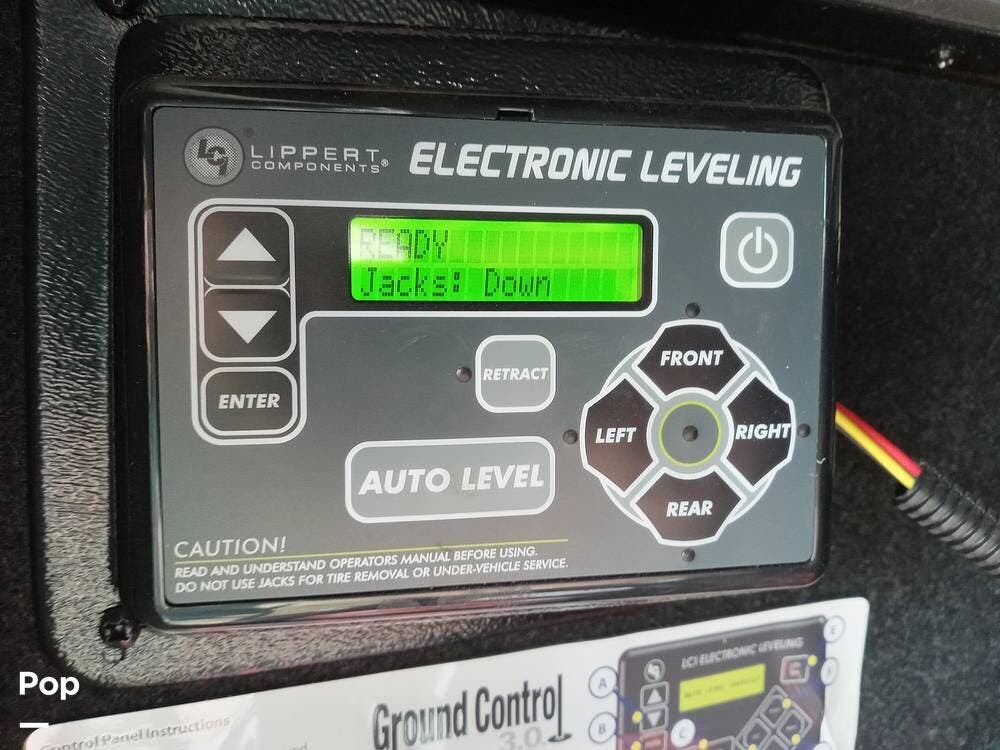 LCI
LIPPERT
COMPONENTS®
ELECTRONIC LEVELING
READY
Jacks: Down
RETRACT
ENTER
FRONT
LEFT
RIGHT
REAR
AUTO LEVEL
CAUTION!
READ AND UNDERSTAND OPERATORS MANUAL BEFORE USING.
DO NOT USE JACKS FOR TIRE REMOVAL OR UNDER-VEHICLE SERVICE.
Pop
Control Panel Instructions
Ground Control
3.0
LCI ELECTRONIC LEVELING
A
B
C
E